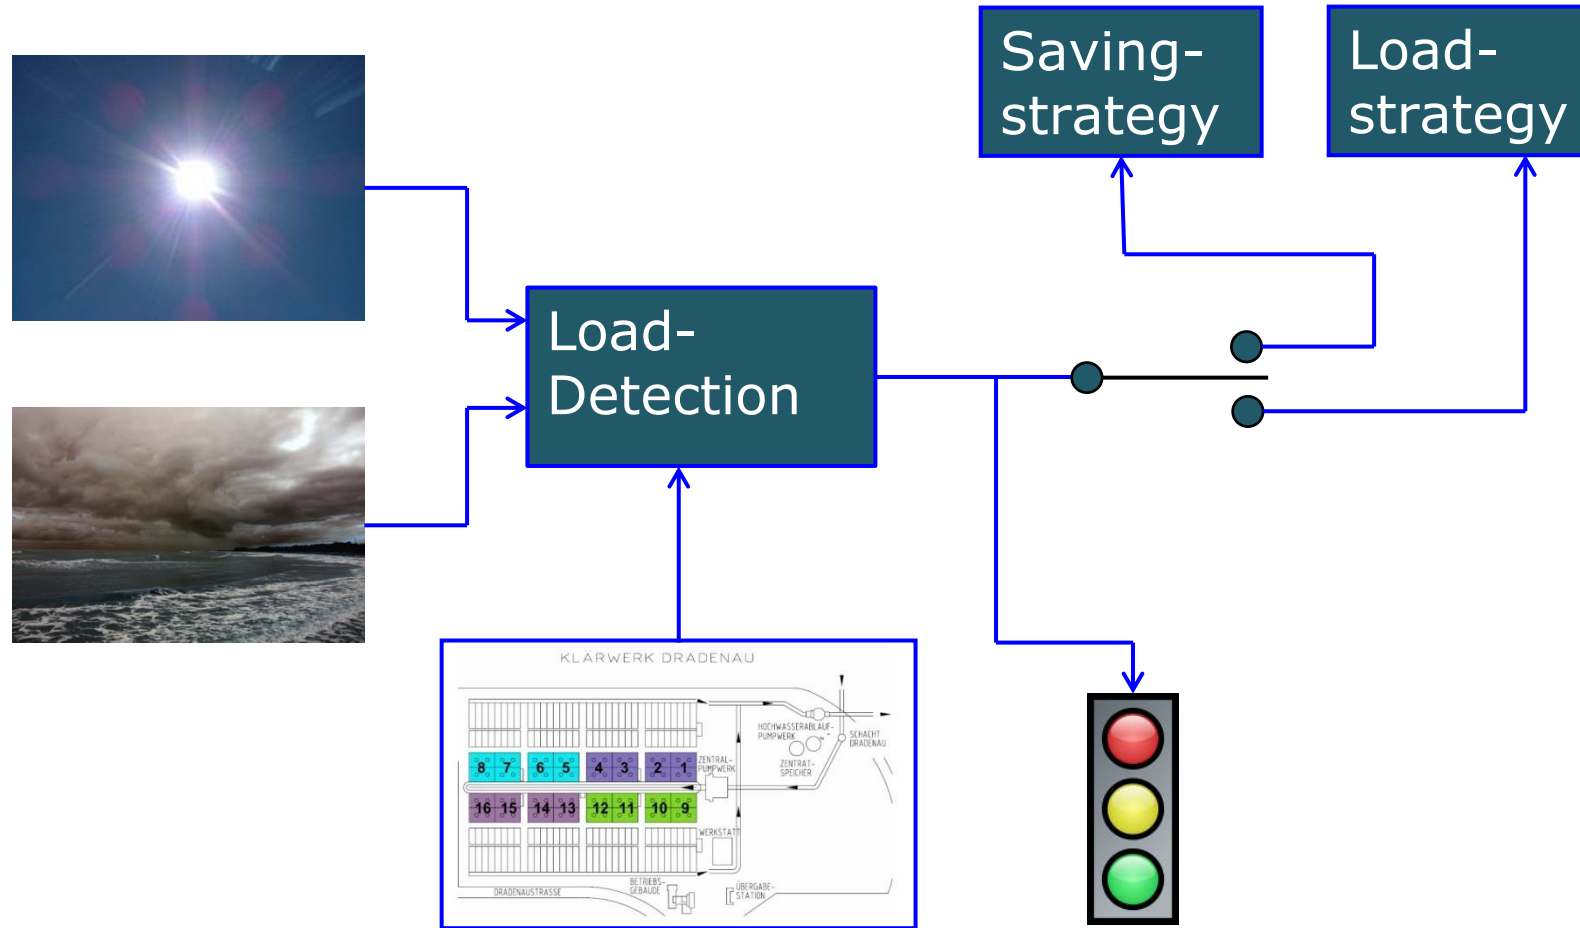 Saving-
strategy
Load-
strategy
Load-
Detection
KLÄRWERK DRADENAU
HOCHWASSERABLAUF-
PUMPWERK
SCHACHT
DRADENAU
ZENTRAT-
SPEICHER
ZENTRAL-
PUMPWERK
8 7 6 5 4 3 2 1
16 15 14 13 12 11 10 9
WERKSTATT
BETRIEBS-
GEBÄUDE
ÜBERGABE-
STATION
DRADENAUSTRASSE